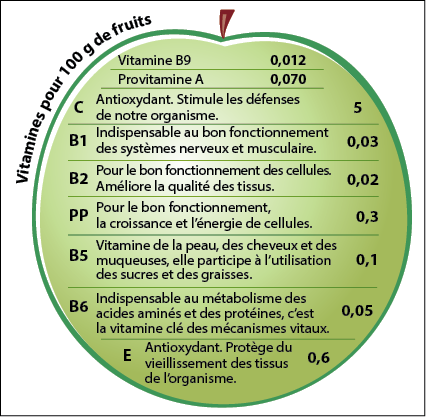 Vitamines pour 100 g de fruits
Vitamine B9 0,012
Provitamine A 0,070
C Antioxydant. Stimule les défenses
de notre organisme. 5
B1 Indispensable au bon fonctionnement
des systèmes nerveux et musculaire. 0,03
B2 Pour le bon fonctionnement des cellules.
Améliore la qualité des tissus. 0,02
PP Pour le bon fonctionnement,
la croissance et l'énergie de cellules. 0,3
B5 Vitamine de la peau, des cheveux et des
muqueuses, elle participe à l'utilisation
des sucres et des graisses. 0,1
B6 Indispensable au métabolisme des
acides aminés et des protéines, c'est
la vitamine clé des mécanismes vitaux. 0,05
E Antioxydant. Protège du
vieillissement des tissus
de l'organisme. 0,6